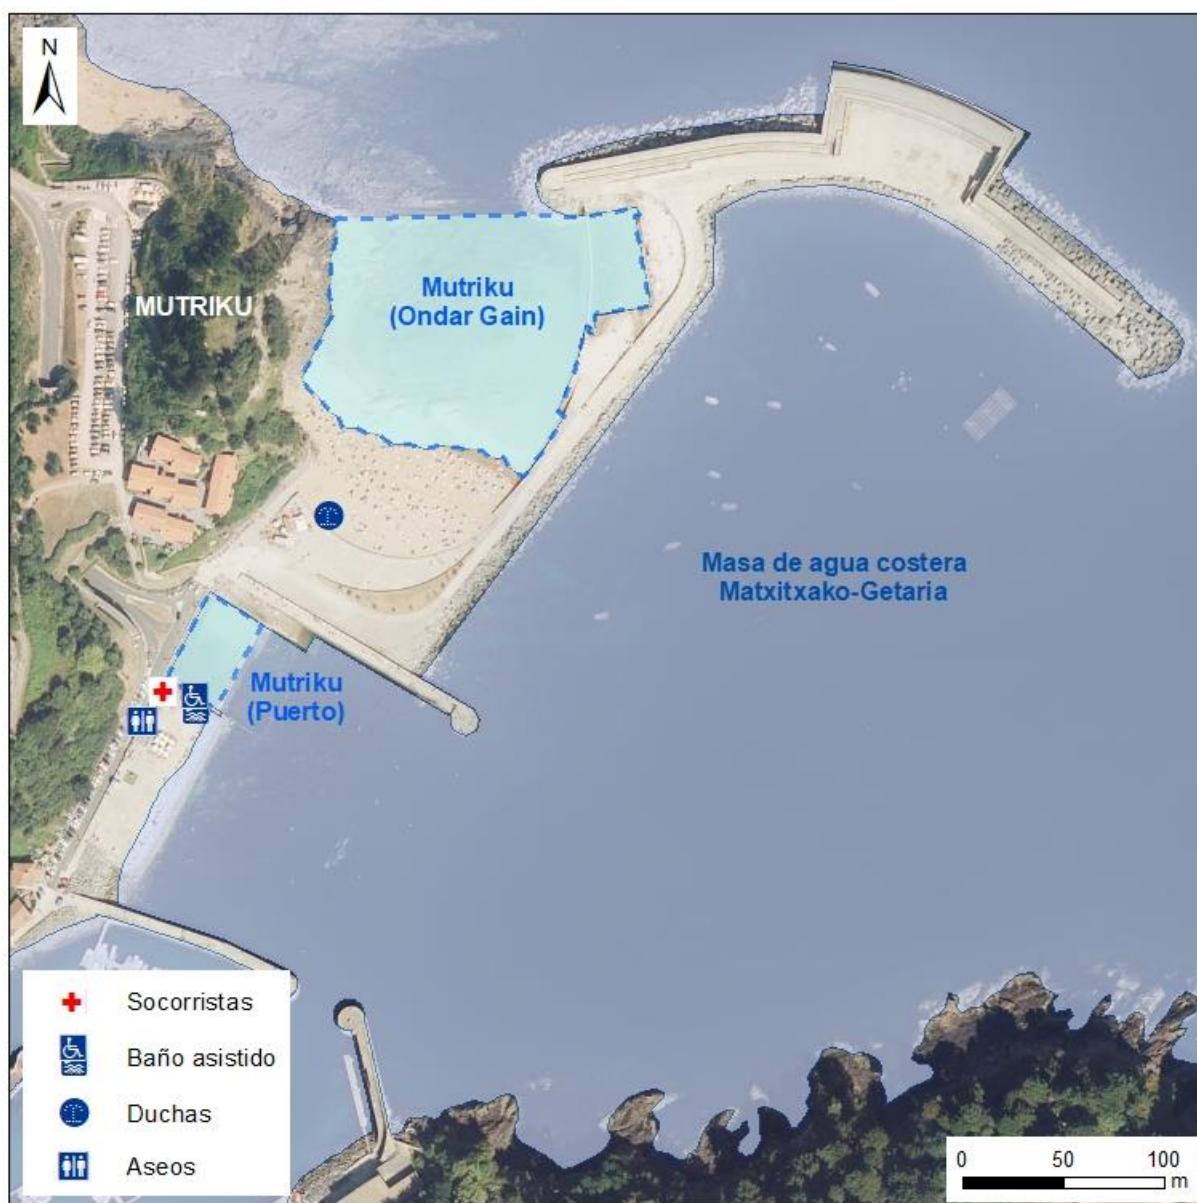 N
MUTRIKU
Mutriku
(Ondar Gain)
Masa de agua costera
Matxitxako-Getaria
Mutriku
(Puerto)
Socorristas
Baño asistido
Duchas
Aseos
0 50 100
m